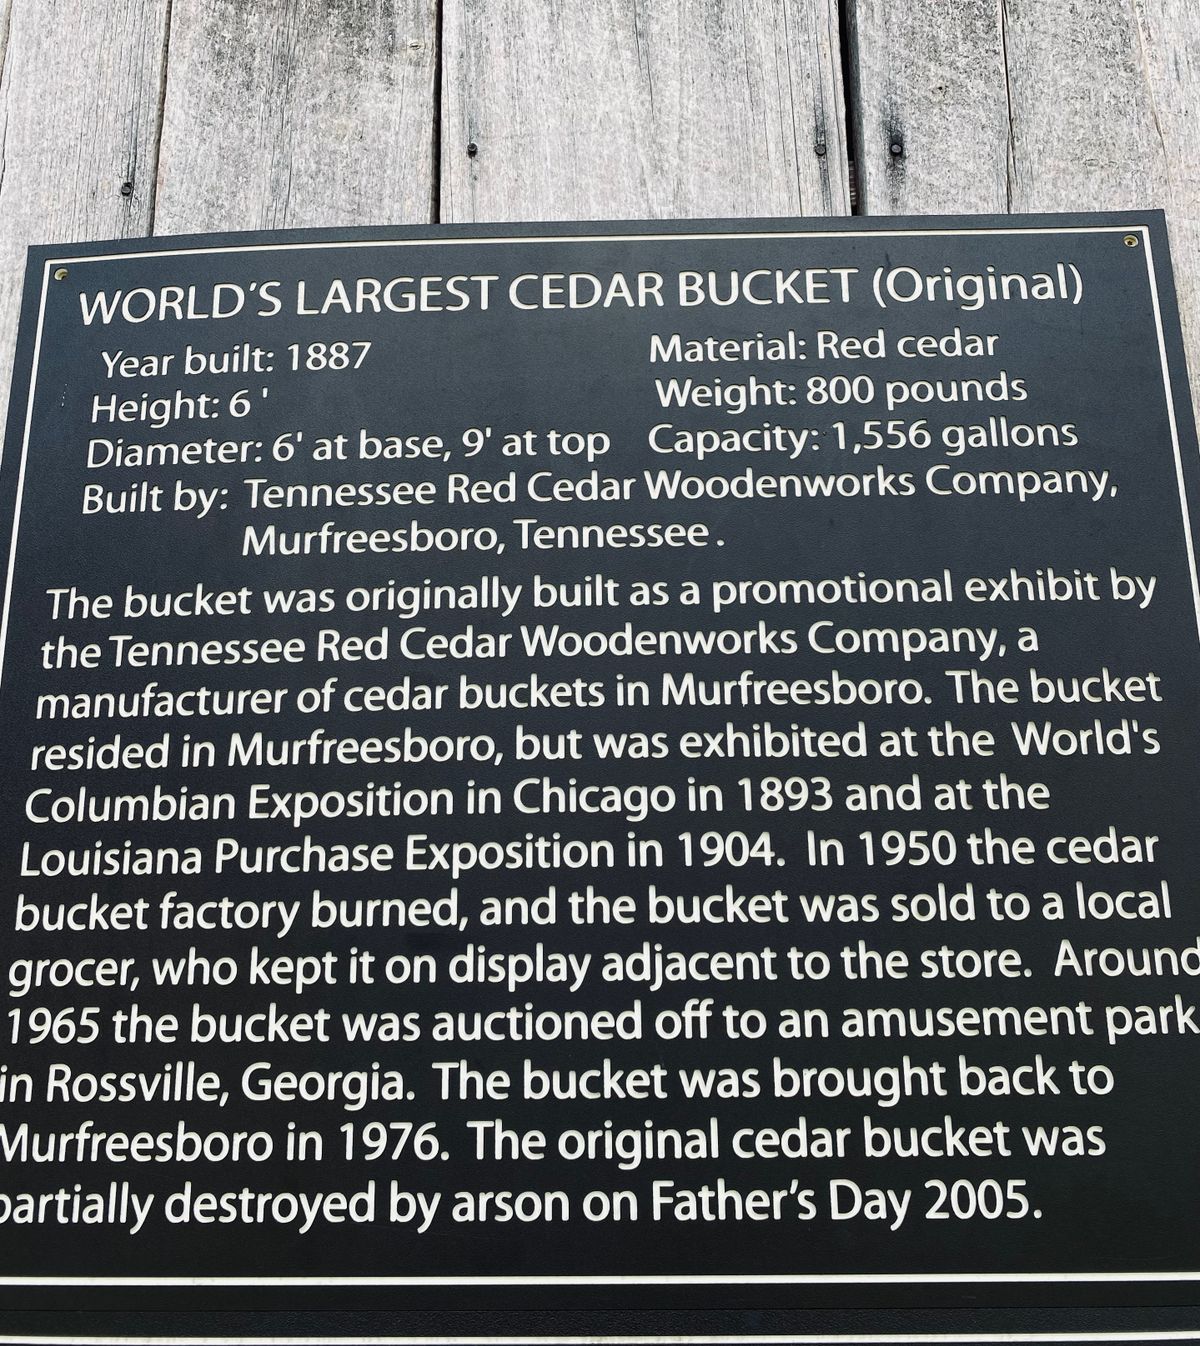 WORLD'S LARGEST CEDAR BUCKET (Original)
Year built: 1887
Height: 6 '
Diameter: 6' at base, 9' at top
Material: Red cedar
Weight: 800 pounds
Capacity: 1,556 gallons
Built by: Tennessee Red Cedar Woodenworks Company,
Murfreesboro, Tennessee .
The bucket was originally built as a promotional exhibit by
the Tennessee Red Cedar Woodenworks Company, a
manufacturer of cedar buckets in Murfreesboro. The bucket
resided in Murfreesboro, but was exhibited at the World's
Columbian Exposition in Chicago in 1893 and at the
Louisiana Purchase Exposition in 1904. In 1950 the cedar
bucket factory burned, and the bucket was sold to a local
grocer, who kept it on display adjacent to the store. Around
1965 the bucket was auctioned off to an amusement park
in Rossville, Georgia. The bucket was brought back to
Murfreesboro in 1976. The original cedar bucket was
partially destroyed by arson on Father's Day 2005.